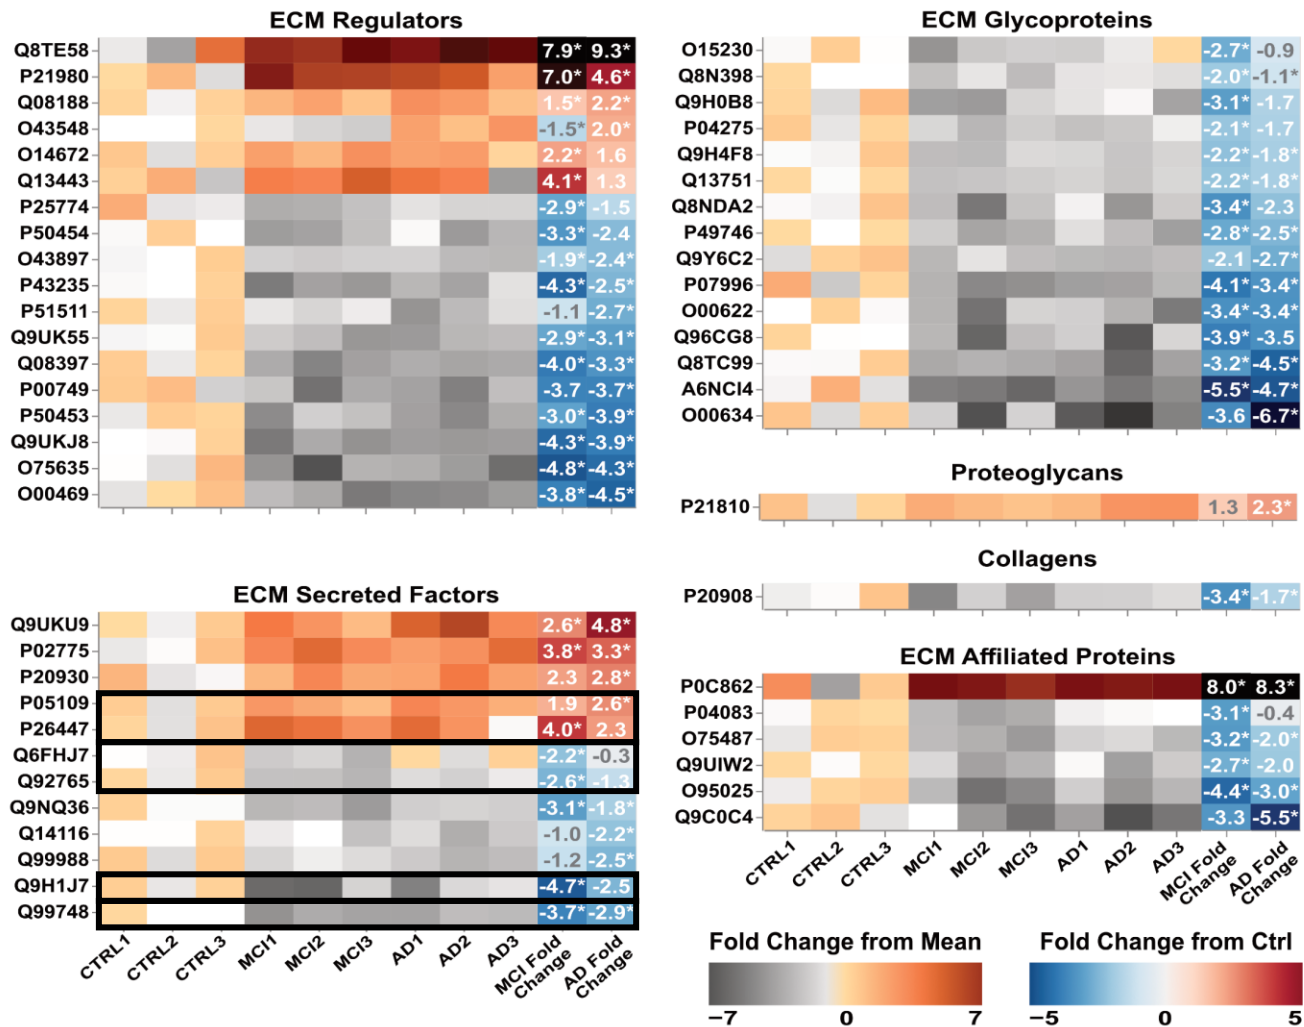 ECM Regulators
Q8TE58 7.9* 9.3*
P21980 7.0* 4.6*
Q08188 1.5* 2.2*
O43548 -1.5* 2.0*
O14672 2.2* 1.6
Q13443 4.1* 1.3
P25774 -2.9* -1.5
P50454 -3.3* -2.4
O43897 -1.9* -2.4*
P43235 -4.3* -2.5*
P51511 -1.1 -2.7*
Q9UK55 -2.9* -3.1*
Q08397 -4.0* -3.3*
P00749 -3.7 -3.7*
P50453 -3.0* -3.9*
Q9UKJ8 -4.3* -3.9*
O75635 -4.8* -4.3*
O00469 -3.8* -4.5*
ECM Secreted Factors
Q9UKU9 2.6* 4.8*
P02775 3.8* 3.3*
P20930 2.3 2.8*
P05109 1.9 2.6*
P26447 4.0* 2.3
Q6FHJ7 -2.2* -0.3
Q92765 -2.6* -1.3
Q9NQ36 -3.1* -1.8*
Q14116 -1.0 -2.2*
Q99988 -1.2 -2.5*
Q9H1J7 -4.7* -2.5
Q99748 -3.7* -2.9*
CTRL1 CTRL2 CTRL3 MCI1 MCI2 MCI3 AD1 AD2 AD3 MCI Fold Change AD Fold Change
ECM Glycoproteins
O15230 -2.7* -0.9
Q8N398 -2.0* -1.1*
Q9H0B8 -3.1* -1.7
P04275 -2.1* -1.7
Q9H4F8 -2.2* -1.8*
Q13751 -2.2* -1.8*
Q8NDA2 -3.4* -2.3
P49746 -2.8* -2.5*
Q9Y6C2 -2.1 -2.7*
P07996 -4.1* -3.4*
O00622 -3.4* -3.4*
Q96CG8 -3.9* -3.5
Q8TC99 -3.2* -4.5*
A6NCI4 -5.5* -4.7*
O00634 -3.6 -6.7*
Proteoglycans
P21810 1.3 2.3*
Collagens
P20908 -3.4* -1.7*
ECM Affiliated Proteins
P0C862 8.0* 8.3*
P04083 -3.1* -0.4
O75487 -3.2* -2.0*
Q9UIW2 -2.7* -2.0
O95025 -4.4* -3.0*
Q9C0C4 -3.3 -5.5*
CTRL1 CTRL2 CTRL3 MCI1 MCI2 MCI3 AD1 AD2 AD3 MCI Fold Change AD Fold Change
Fold Change from Mean
−7 0 7
Fold Change from Ctrl
−5 0 5